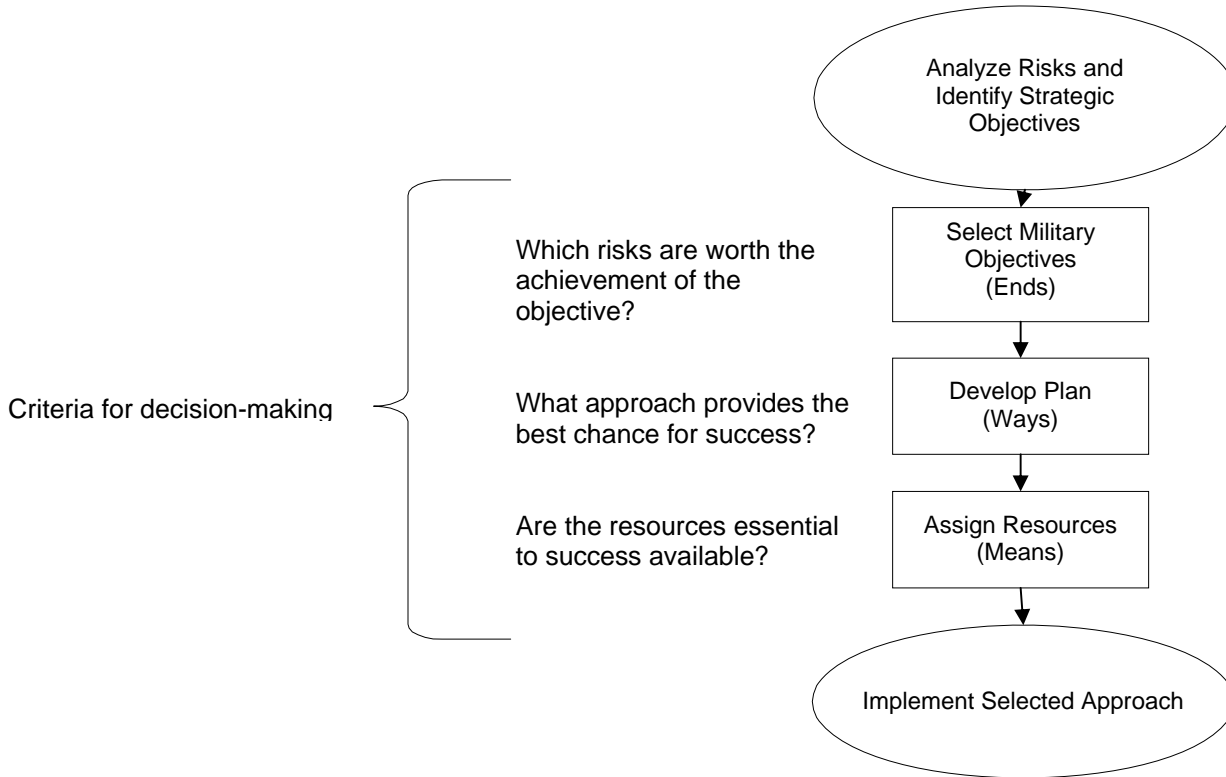 Analyze Risks and
Identify Strategic
Objectives
Which risks are worth the
achievement of the
objective?
Select Military
Objectives
(Ends)
Criteria for decision-making
What approach provides the
best chance for success?
Develop Plan
(Ways)
Are the resources essential
to success available?
Assign Resources
(Means)
Implement Selected Approach